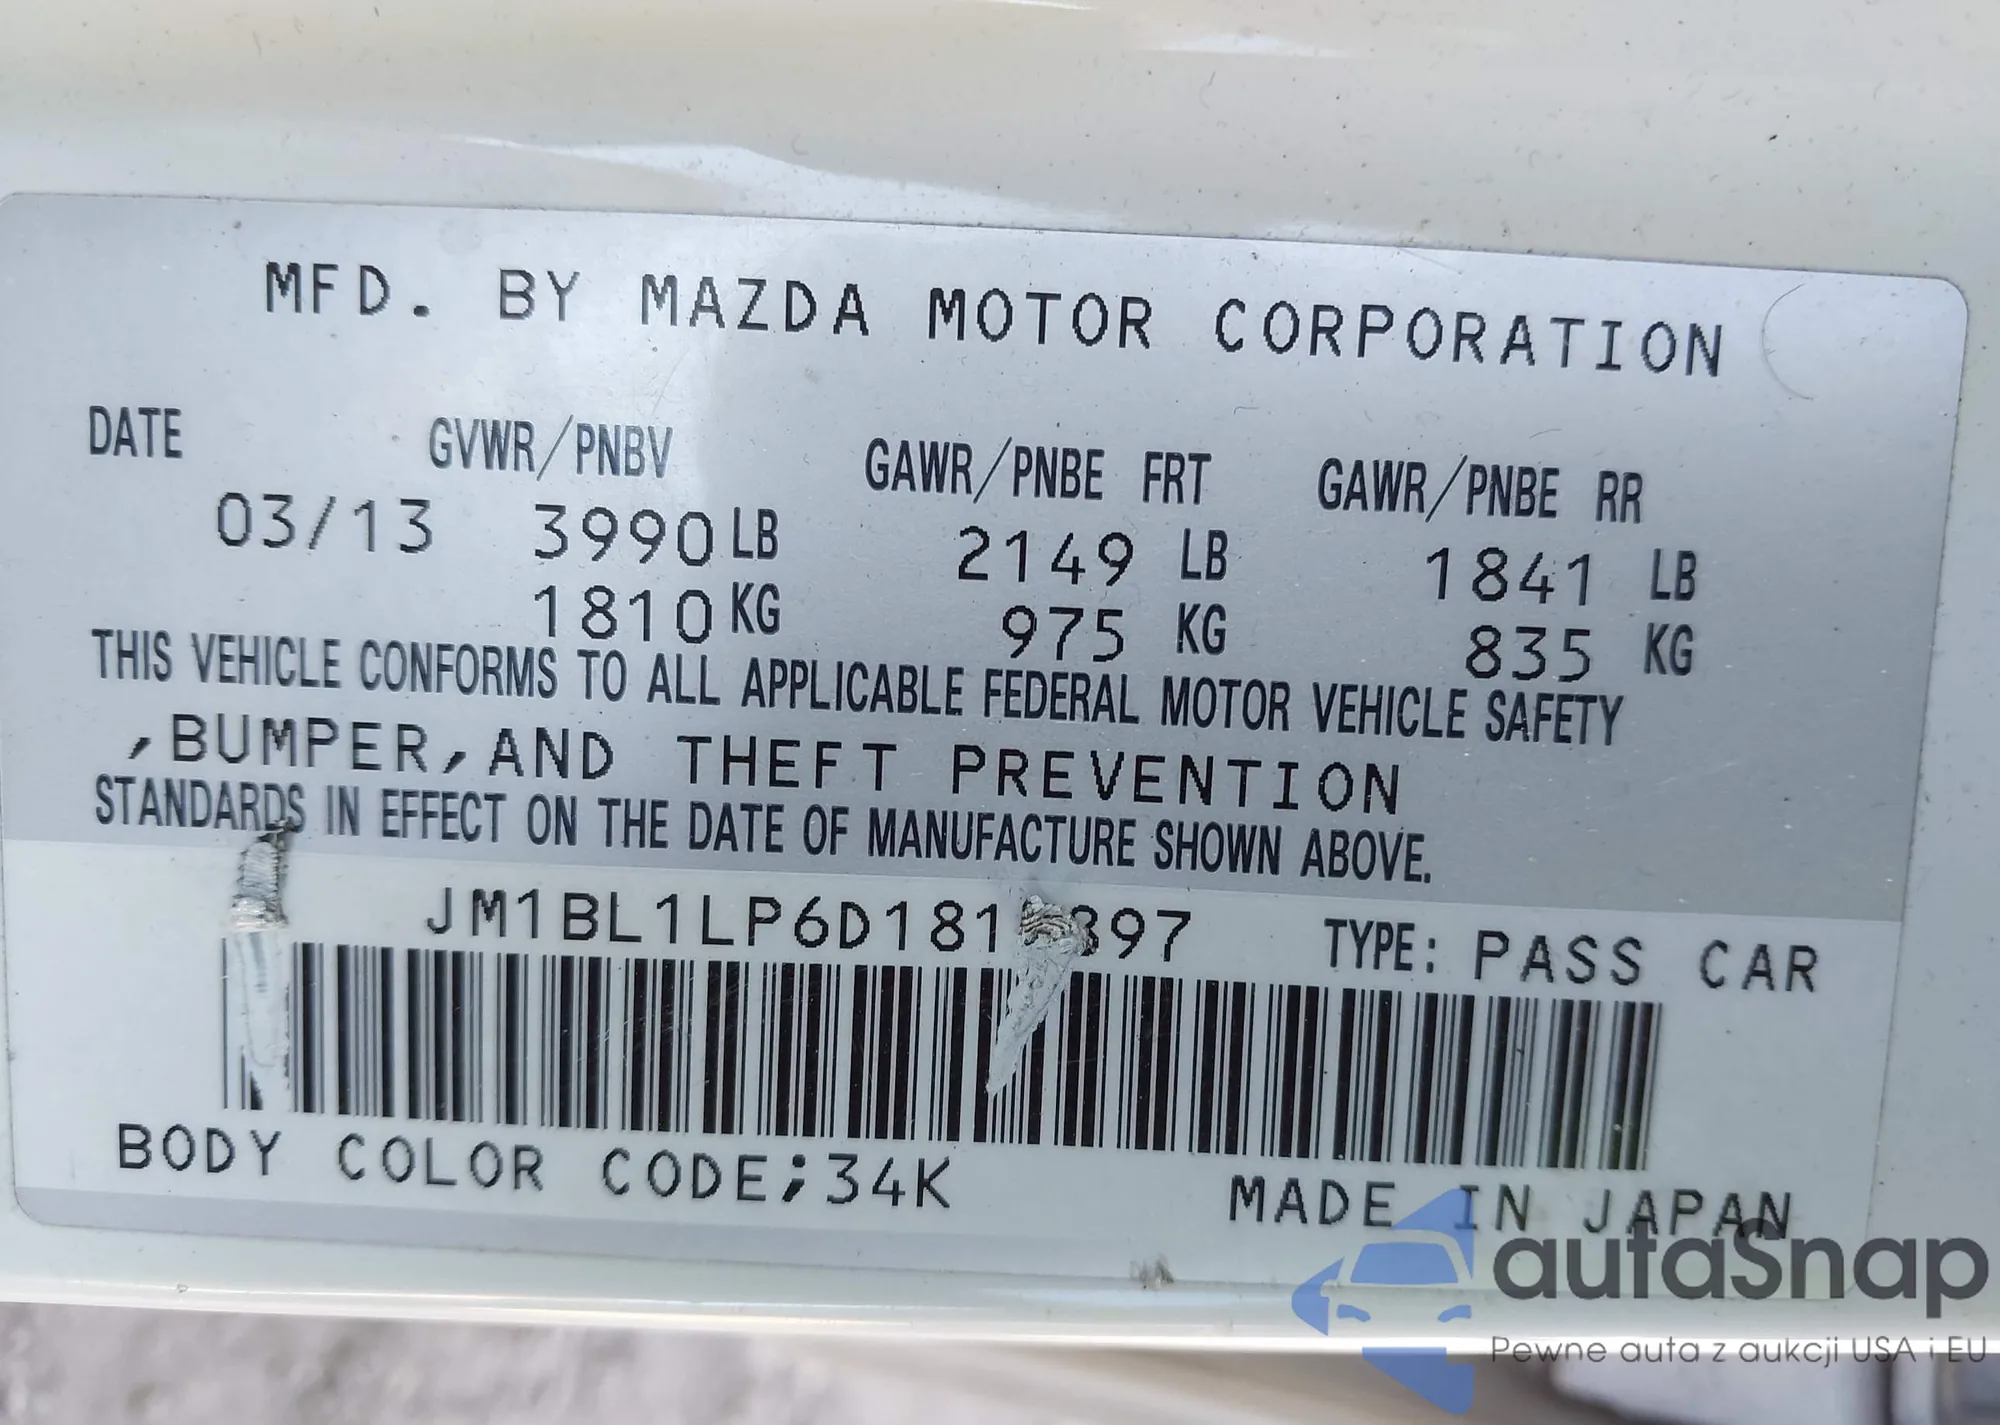 MFD. BY MAZDA MOTOR CORPORATION
DATE GVWR/PNBV GAWR/PNBE FRT GAWR/PNBE RR
03/13 3990 LB 2149 LB 1841 LB
1810 KG 975 KG 835 KG
THIS VEHICLE CONFORMS TO ALL APPLICABLE FEDERAL MOTOR VEHICLE SAFETY
,BUMPER,AND THEFT PREVENTION
STANDARDS IN EFFECT ON THE DATE OF MANUFACTURE SHOWN ABOVE.
TYPE: PASS CAR
BODY COLOR CODE;34K MADE IN JAPAN
autaSnap
Pewne auta z aukcji USA i EU